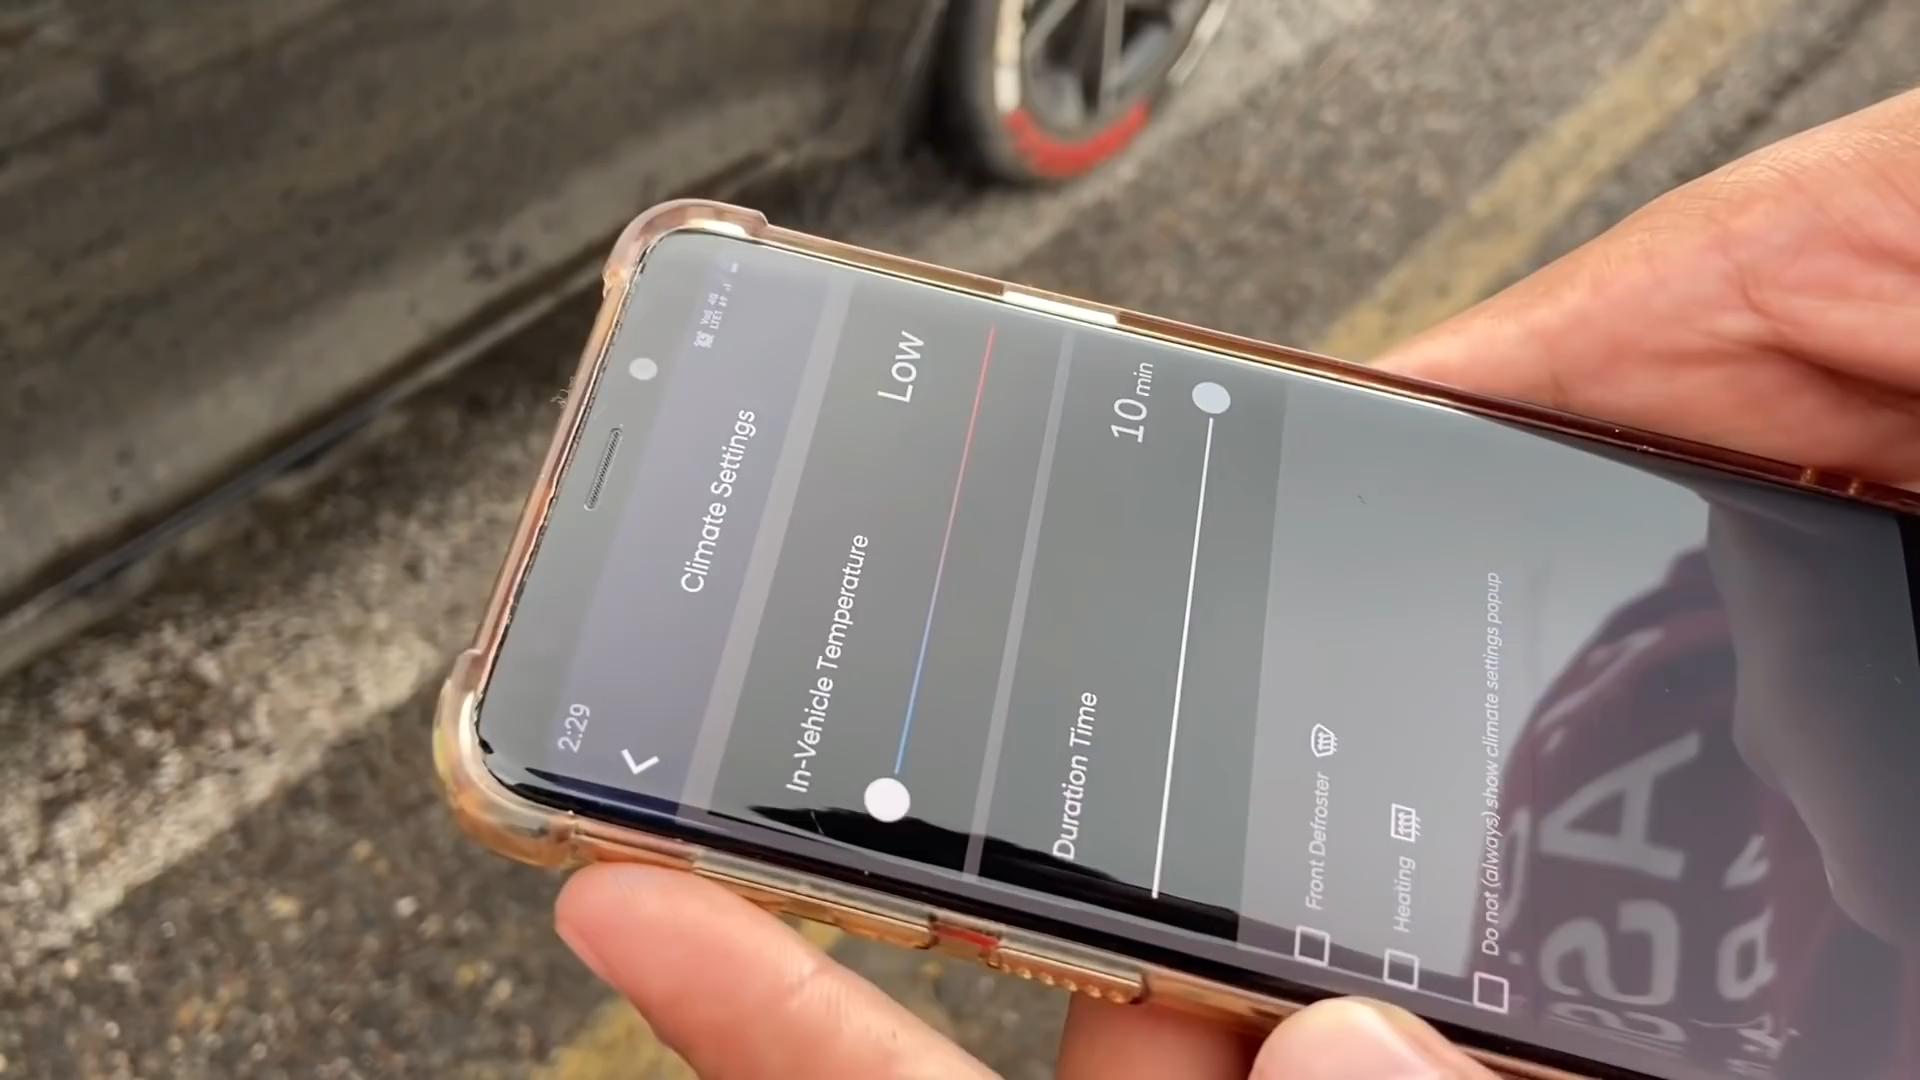 2:29
Climate Settings
In-Vehicle Temperature
Low
Duration Time
10 min
Front Defroster
Heating
Do not (always) show climate settings popup